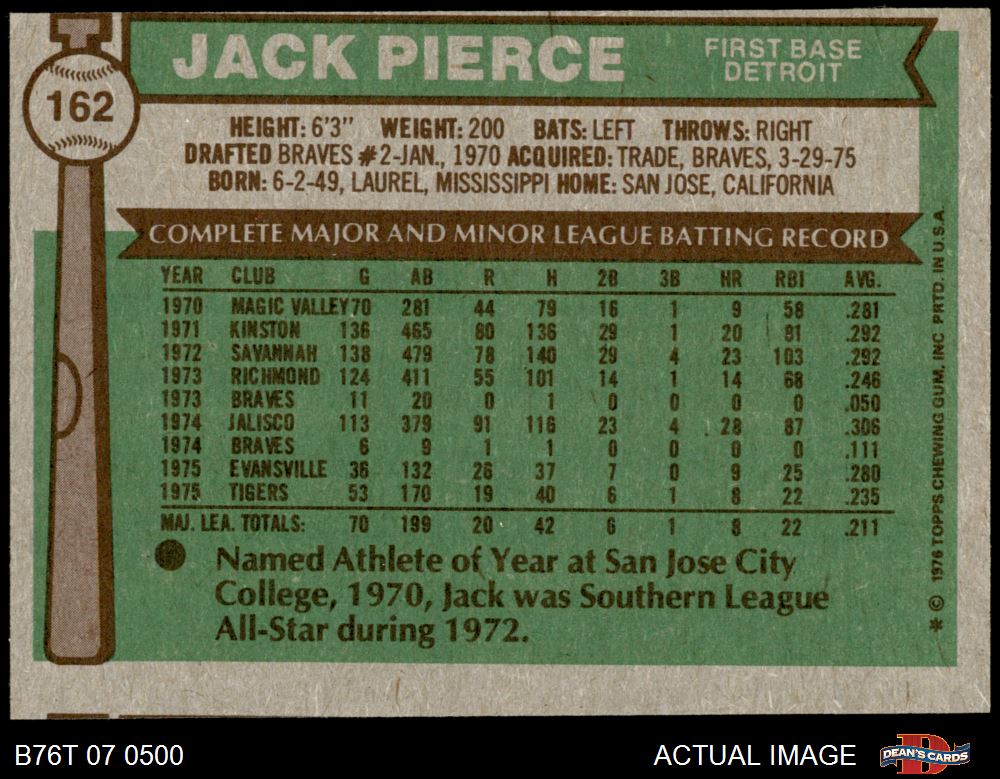 162
JACK PIERCE
FIRST BASE
DETROIT
HEIGHT: 6'3" WEIGHT: 200 BATS: LEFT THROWS: RIGHT
DRAFTED BRAVES #2-JAN., 1970 ACQUIRED: TRADE, BRAVES, 3-29-75
BORN: 6-2-49, LAUREL, MISSISSIPPI HOME: SAN JOSE, CALIFORNIA
COMPLETE MAJOR AND MINOR LEAGUE BATTING RECORD
YEAR CLUB G AB R H 2B 3B HR RBI AVG.
1970 MAGIC VALLEY 70 281 44 79 16 1 9 58 .281
1971 KINSTON 136 465 80 136 29 1 20 81 .292
1972 SAVANNAH 138 479 78 140 29 4 23 103 .292
1973 RICHMOND 124 411 55 101 14 1 14 68 .246
1973 BRAVES 11 20 0 1 0 0 0 0 .050
1974 JALISCO 113 379 91 116 23 4 28 87 .306
1974 BRAVES 6 9 1 1 0 0 0 0 .111
1975 EVANSVILLE 36 132 26 37 7 0 9 25 .280
1975 TIGERS 53 170 19 40 6 1 8 22 .235
MAJ. LEA. TOTALS: 70 199 20 42 6 1 8 22 .211
Named Athlete of Year at San Jose City
College, 1970, Jack was Southern League
All-Star during 1972.
* © 1976 TOPPS CHEWING GUM, INC PRTD. IN U.S.A.
B76T 07 0500
ACTUAL IMAGE
DEAN'S CARDS